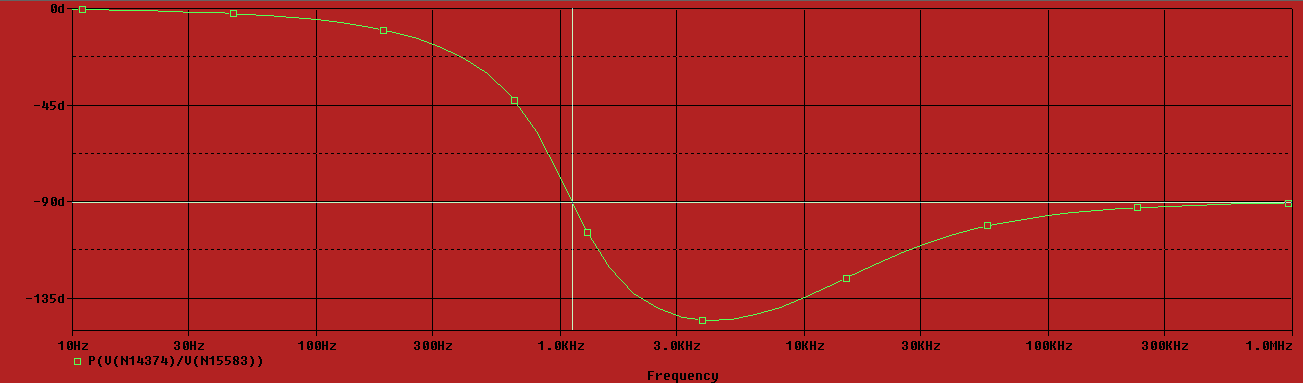 0d
-45d
-90d
-135d
10Hz 30Hz 100Hz 300Hz 1.0KHz 3.0KHz 10KHz 30KHz 100KHz 300KHz 1.0MHz
P(V(N14374)/V(N15583))
Frequency